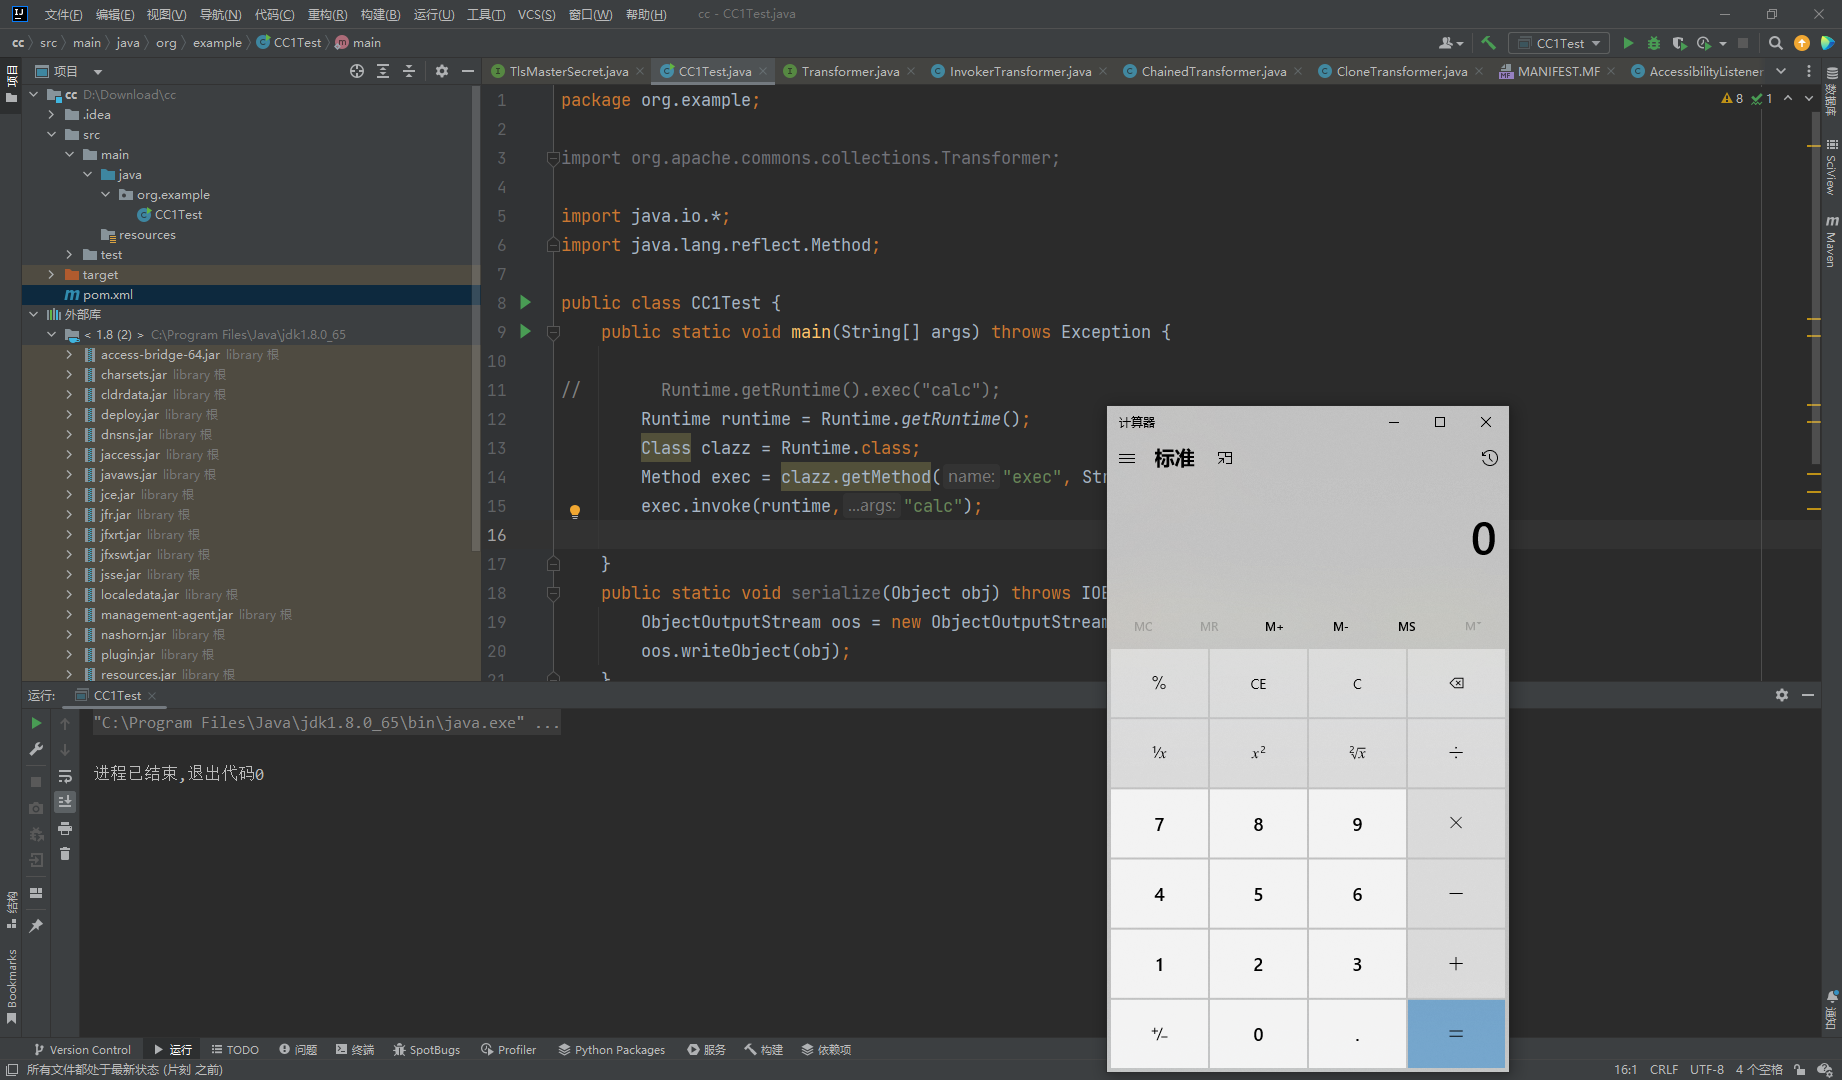 文件(F) 编辑(E) 视图(V) 导航(N) 代码(C) 重构(R) 构建(B) 运行(U) 工具(T) VCS(S) 窗口(W) 帮助(H) cc - CC1Test.java
cc src main java org example CC1Test main
CC1Test
项目
TlsMasterSecret.java CC1Test.java Transformer.java InvokerTransformer.java ChainedTransformer.java CloneTransformer.java MANIFEST.MF AccessibilityListener
项目
cc D:\Download\cc
.idea
src
main
java
org.example
CC1Test
resources
test
target
pom.xml
外部库
< 1.8 (2) > C:\Program Files\Java\jdk1.8.0_65
access-bridge-64.jar library 根
charsets.jar library 根
cldrdata.jar library 根
deploy.jar library 根
dnsns.jar library 根
jaccess.jar library 根
javaws.jar library 根
jce.jar library 根
jfr.jar library 根
jfxrt.jar library 根
jfxswt.jar library 根
jsse.jar library 根
localedata.jar library 根
management-agent.jar library 根
nashorn.jar library 根
plugin.jar library 根
resources.jar library 根
8 1
1 package org.example;
2
3 import org.apache.commons.collections.Transformer;
4
5 import java.io.*;
6 import java.lang.reflect.Method;
7
8 public class CC1Test {
9 public static void main(String[] args) throws Exception {
10
11 // Runtime.getRuntime().exec("calc");
12 Runtime runtime = Runtime.getRuntime();
13 Class clazz = Runtime.class;
14 Method exec = clazz.getMethod( name: "exec", Str
15 exec.invoke(runtime, ...args: "calc");
16
17 }
18 public static void serialize(Object obj) throws IOE
19 ObjectOutputStream oos = new ObjectOutputStream
20 oos.writeObject(obj);
21 }
数据库
SciView
Maven
通知
计算器
标准
0
MC MR M+ M- MS M˅
% CE C
⅟x x² ²√x ÷
7 8 9 ×
4 5 6 −
1 2 3 +
+/− 0 . =
运行: CC1Test
"C:\Program Files\Java\jdk1.8.0_65\bin\java.exe" ...
进程已结束,退出代码0
结构
Bookmarks
Version Control 运行 TODO 问题 终端 SpotBugs Profiler Python Packages 服务 构建 依赖项
所有文件都处于最新状态 (片刻 之前) 16:1 CRLF UTF-8 4 个空格